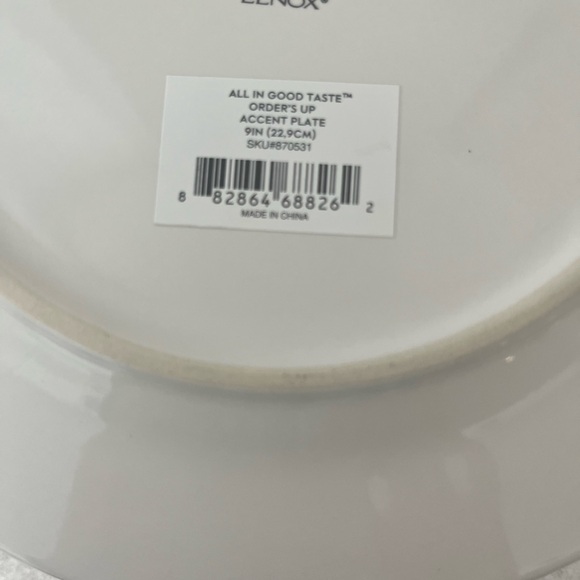 LENOX®
ALL IN GOOD TASTE™
ORDER'S UP
ACCENT PLATE
9IN (22,9CM)
SKU#870531
8 82864 68826 2
MADE IN CHINA